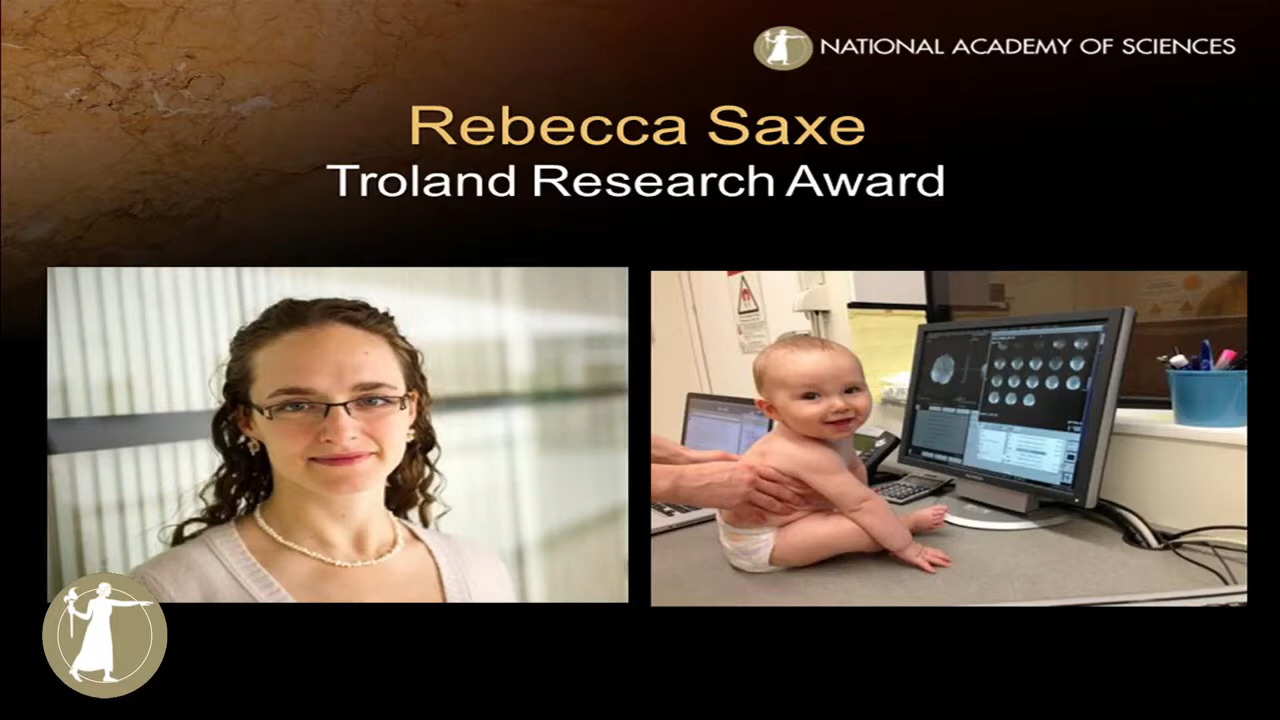 NATIONAL ACADEMY OF SCIENCES
Rebecca Saxe
Troland Research Award